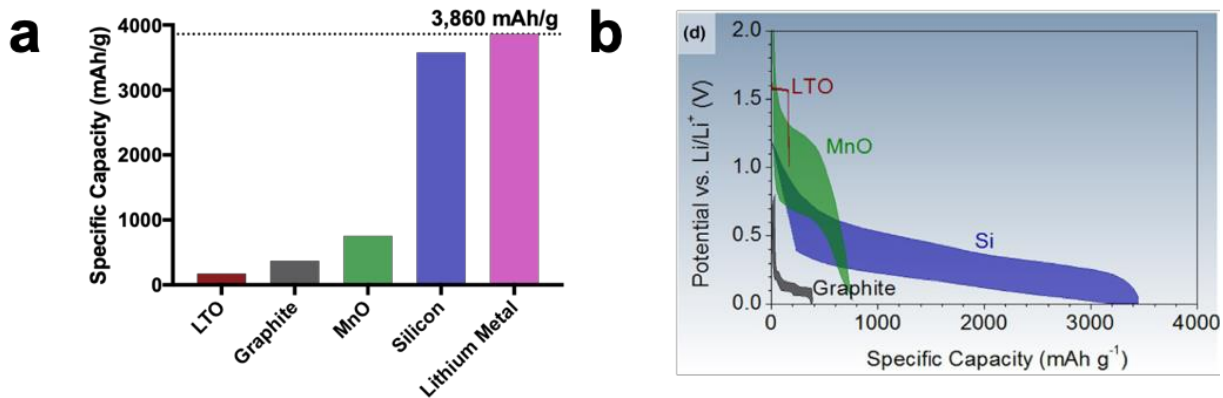 a
3,860 mAh/g
Specific Capacity (mAh/g)
4000
3000
2000
1000
0
LTO
Graphite
MnO
Silicon
Lithium Metal
b
(d)
Potential vs. Li/Li⁺ (V)
2.0
1.5
1.0
0.5
0.0
LTO
MnO
Si
Graphite
0
1000
2000
3000
4000
Specific Capacity (mAh g⁻¹)